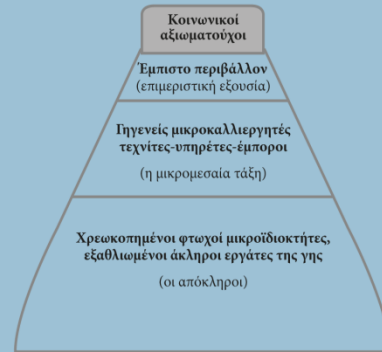 Κοινωνικοί
αξιωματούχοι
Έμπιστο περιβάλλον
(επιμεριστική εξουσία)
Γηγενείς μικροκαλλιεργητές
τεχνίτες-υπηρέτες-έμποροι
(η μικρομεσαία τάξη)
Χρεωκοπημένοι φτωχοί μικροϊδιοκτήτες,
εξαθλιωμένοι άκληροι εργάτες της γης
(οι απόκληροι)